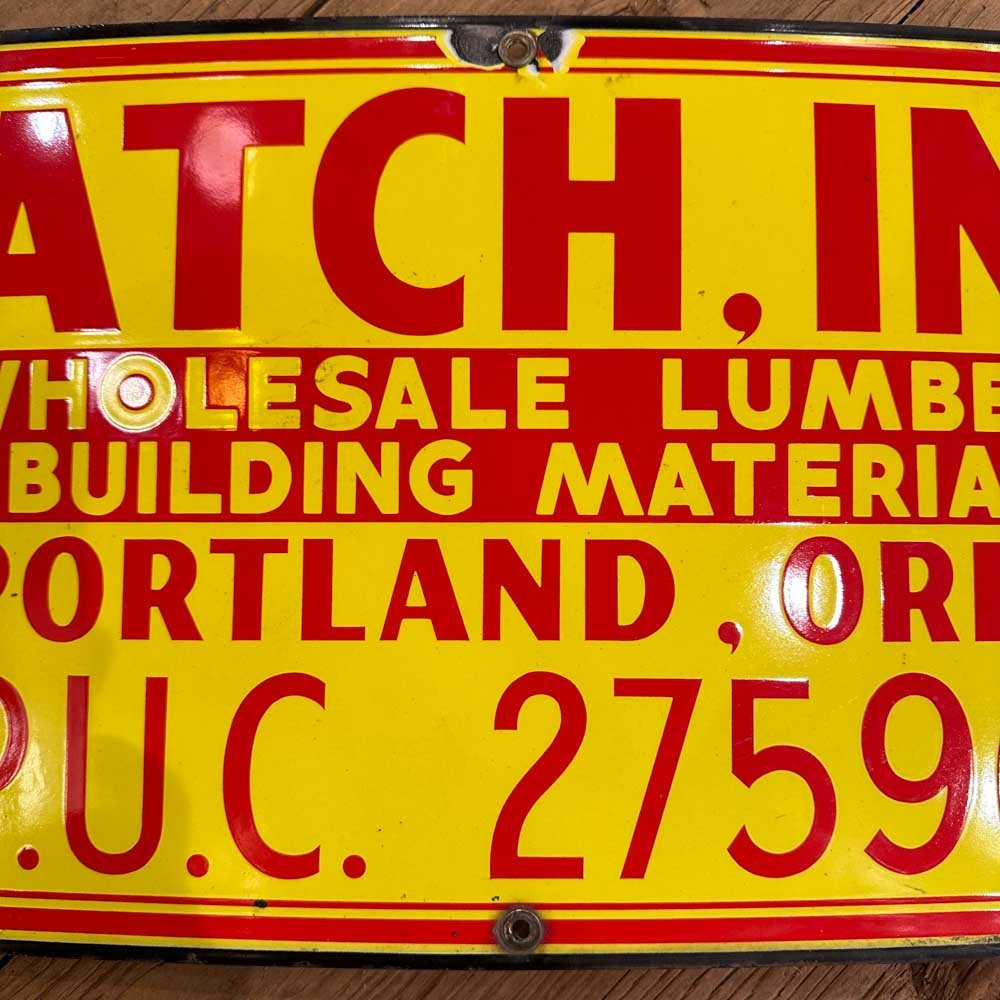 ATCH, IN
WHOLESALE LUMBE
BUILDING MATERIA
PORTLAND, ORE
P.U.C. 2759